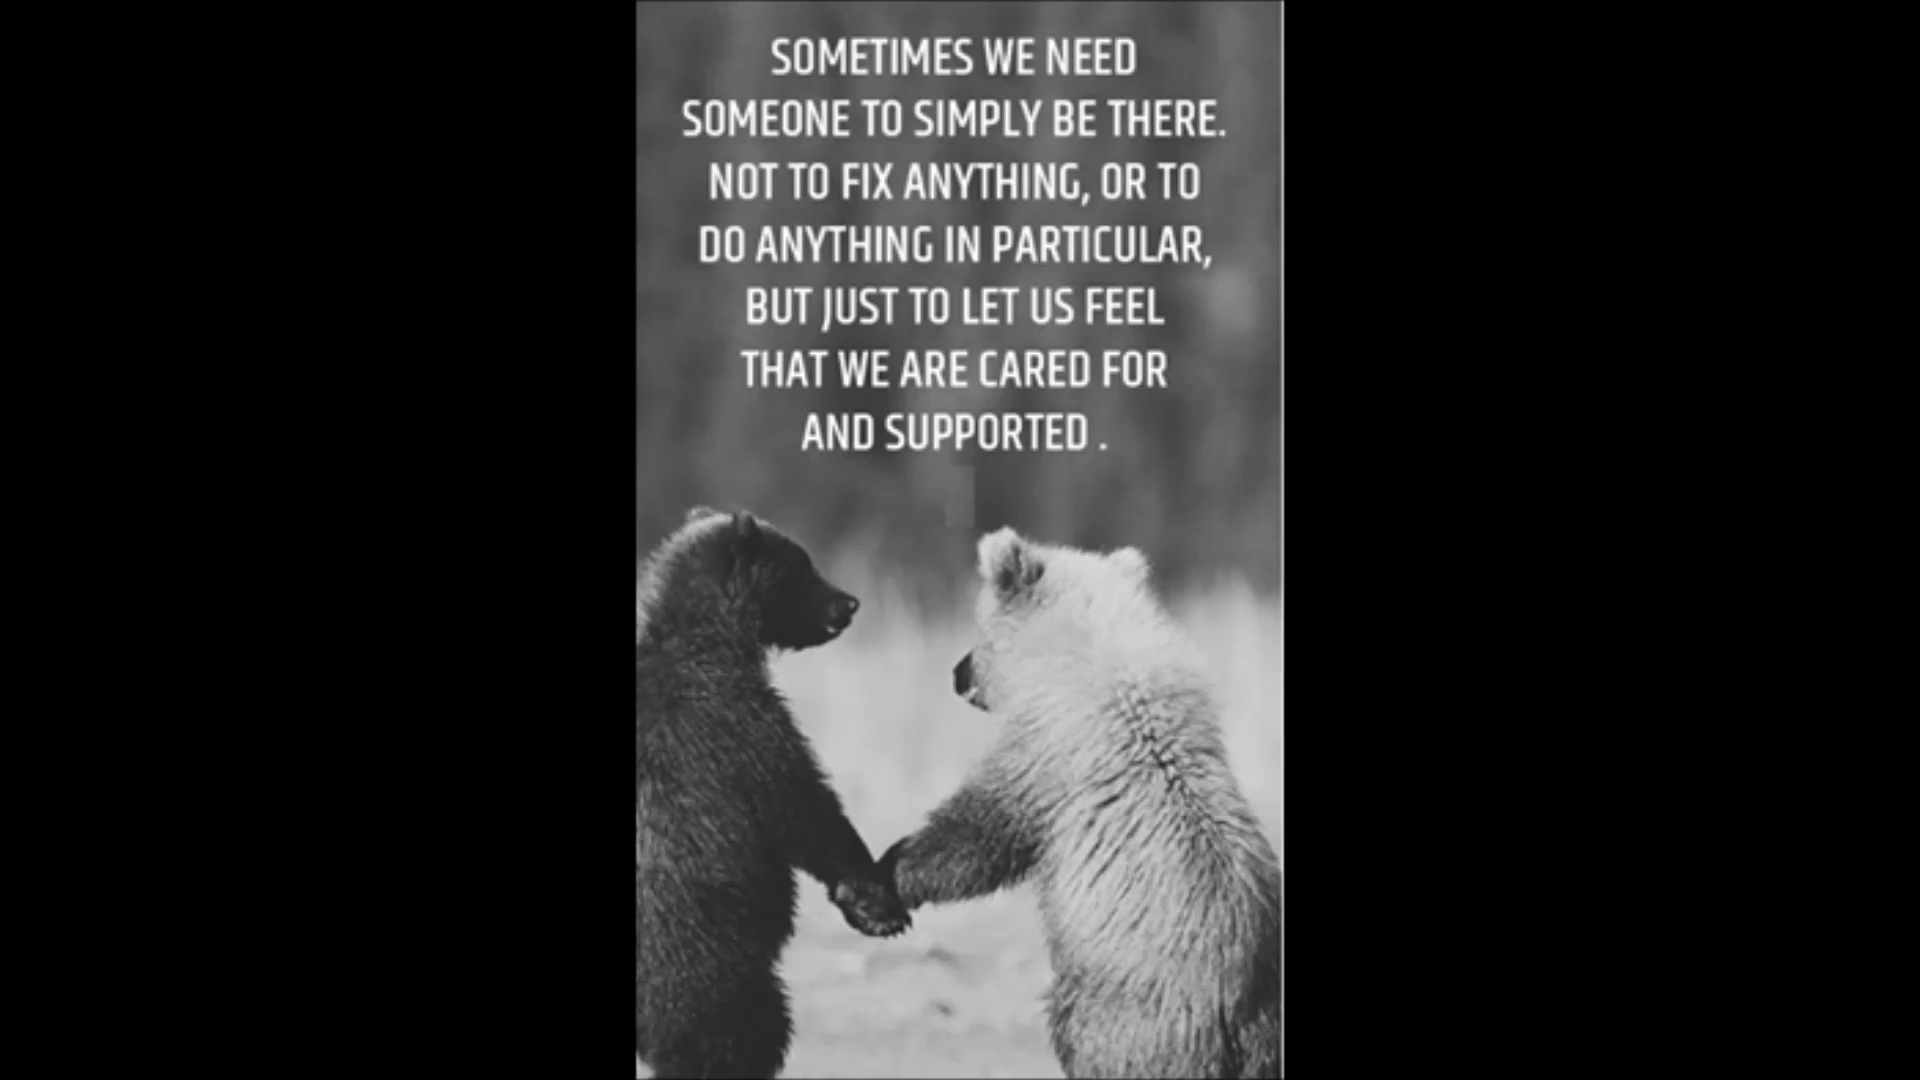 SOMETIMES WE NEED
SOMEONE TO SIMPLY BE THERE.
NOT TO FIX ANYTHING, OR TO
DO ANYTHING IN PARTICULAR,
BUT JUST TO LET US FEEL
THAT WE ARE CARED FOR
AND SUPPORTED .